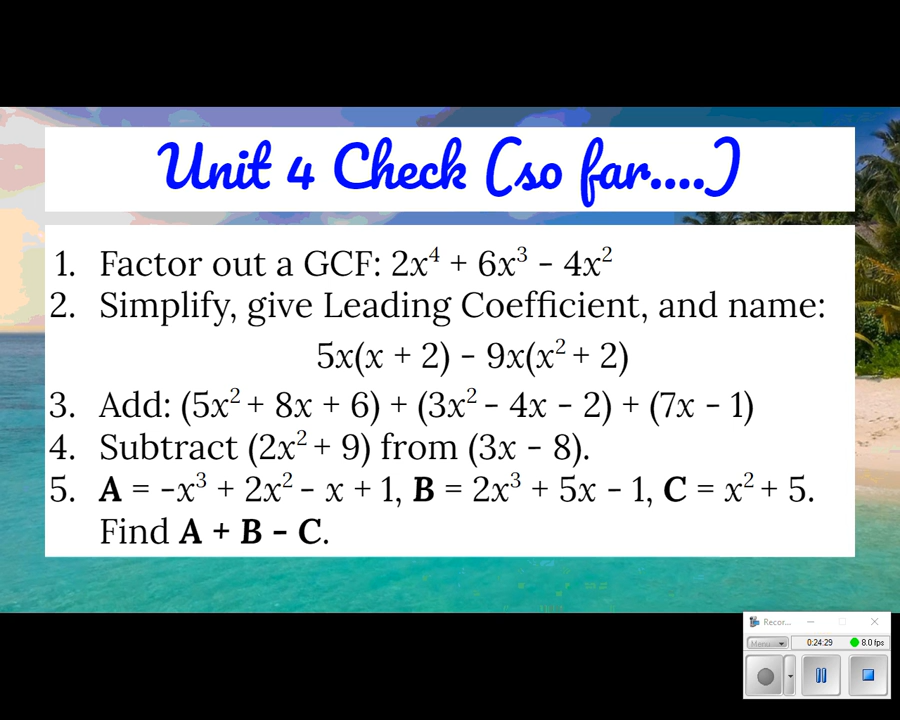 Unit 4 Check (so far....)
1. Factor out a GCF: 2x⁴ + 6x³ – 4x²
2. Simplify, give Leading Coefficient, and name:
5x(x + 2) – 9x(x² + 2)
3. Add: (5x² + 8x + 6) + (3x² – 4x – 2) + (7x – 1)
4. Subtract (2x² + 9) from (3x – 8).
5. A = –x³ + 2x² – x + 1, B = 2x³ + 5x – 1, C = x² + 5.
Find A + B – C.
Recor...
Menu... 0:24:29 8.0 fps